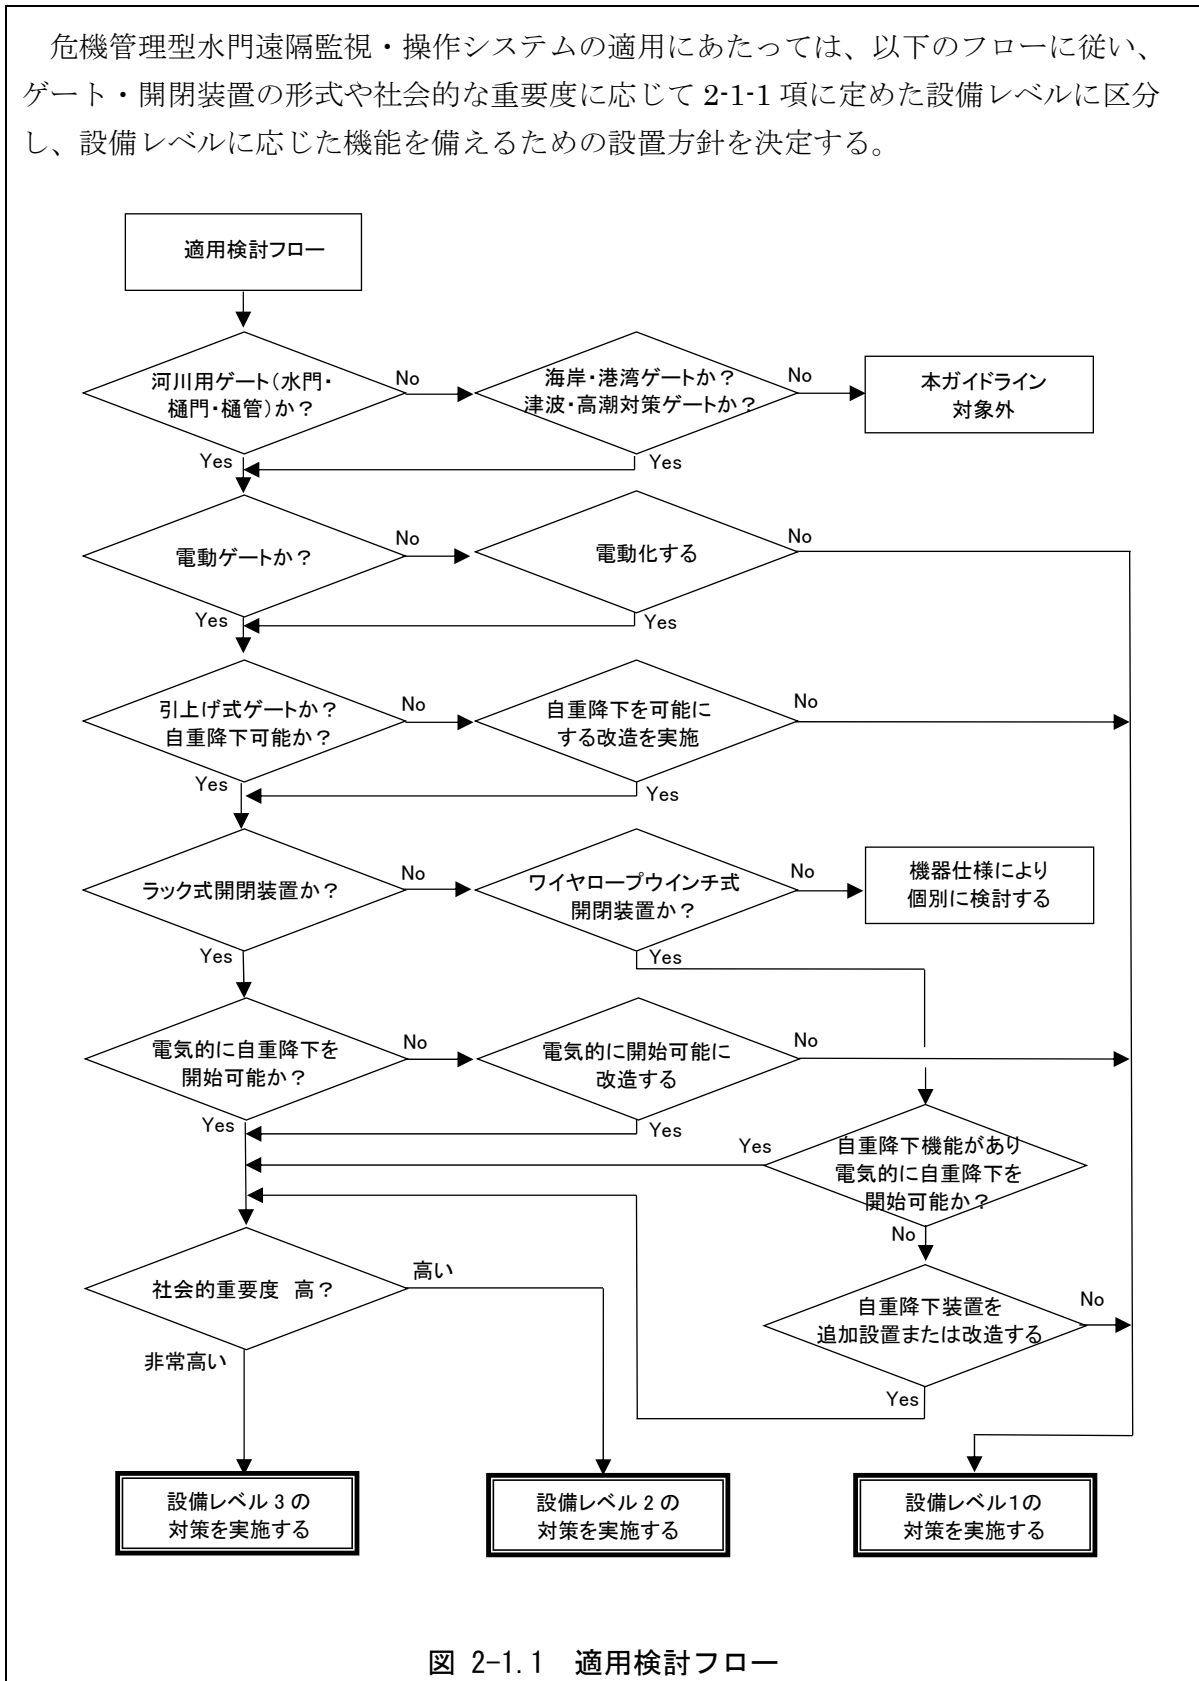 危機管理型水門遠隔監視・操作システムの適用にあたっては、以下のフローに従い、
ゲート・開閉装置の形式や社会的な重要度に応じて 2-1-1 項に定めた設備レベルに区分
し、設備レベルに応じた機能を備えるための設置方針を決定する。
適用検討フロー
河川用ゲート(水門・
樋門・樋管)か？
No
海岸・港湾ゲートか？
津波・高潮対策ゲートか？
No
本ガイドライン
対象外
Yes
Yes
電動ゲートか？
No
電動化する
No
Yes
Yes
引上げ式ゲートか？
自重降下可能か？
No
自重降下を可能に
する改造を実施
No
Yes
Yes
ラック式開閉装置か？
No
ワイヤロープウインチ式
開閉装置か？
No
機器仕様により
個別に検討する
Yes
Yes
電気的に自重降下を
開始可能か？
No
電気的に開始可能に
改造する
No
Yes
Yes
Yes
自重降下機能があり
電気的に自重降下を
開始可能か？
No
社会的重要度　高？
高い
自重降下装置を
追加設置または改造する
No
非常高い
Yes
設備レベル 3 の
対策を実施する
設備レベル 2 の
対策を実施する
設備レベル1の
対策を実施する
図 2-1.1　適用検討フロー